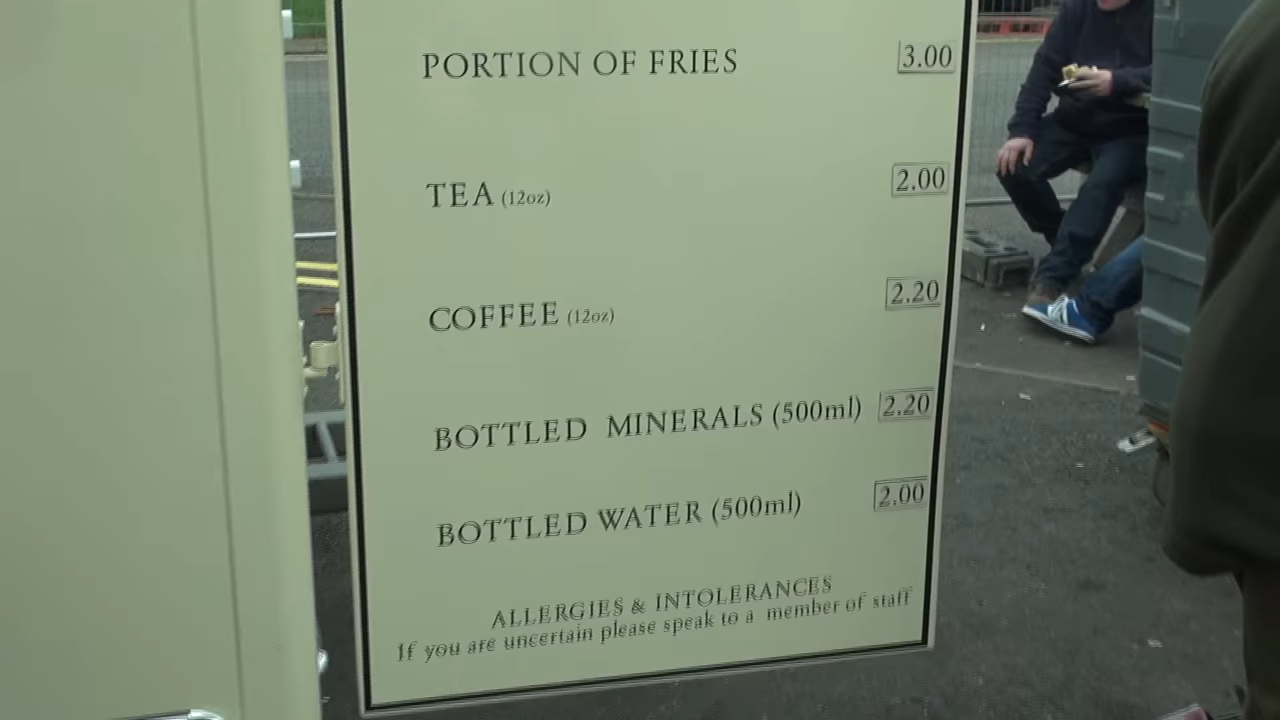 PORTION OF FRIES 3.00
TEA (12oz) 2.00
COFFEE (12oz) 2.20
BOTTLED MINERALS (500ml) 2.20
BOTTLED WATER (500ml) 2.00
ALLERGIES & INTOLERANCES
If you are uncertain please speak to a member of staff